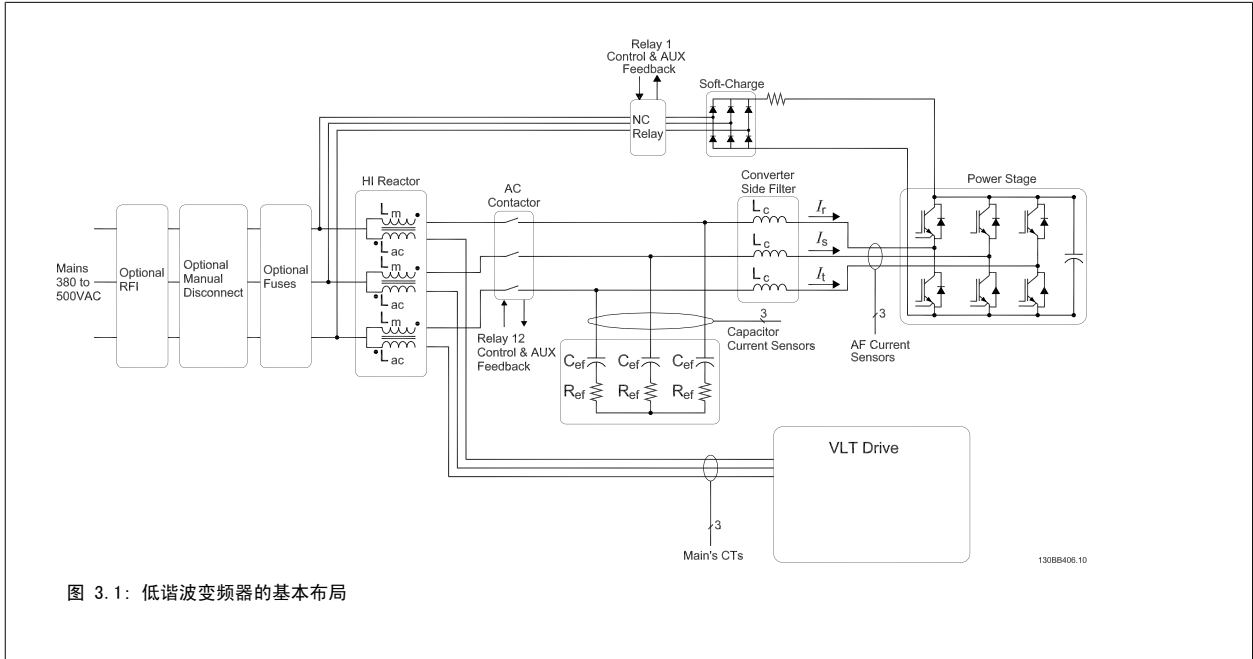 Relay 1
Control & AUX
Feedback
Soft-Charge
NC
Relay
HI Reactor
AC
Contactor
Converter
Side Filter
Power Stage
Mains
380 to
500VAC
Optional
RFI
Optional
Manual
Disconnect
Optional
Fuses
Lm
Lac
Lm
Lac
Lm
Lac
Lc
Ir
Lc
Is
Lc
It
Relay 12
Control & AUX
Feedback
3
Capacitor
Current Sensors
3
AF Current
Sensors
Cef
Cef
Cef
Ref
Ref
Ref
VLT Drive
3
Main's CTs
130BB406.10
图 3.1: 低谐波变频器的基本布局